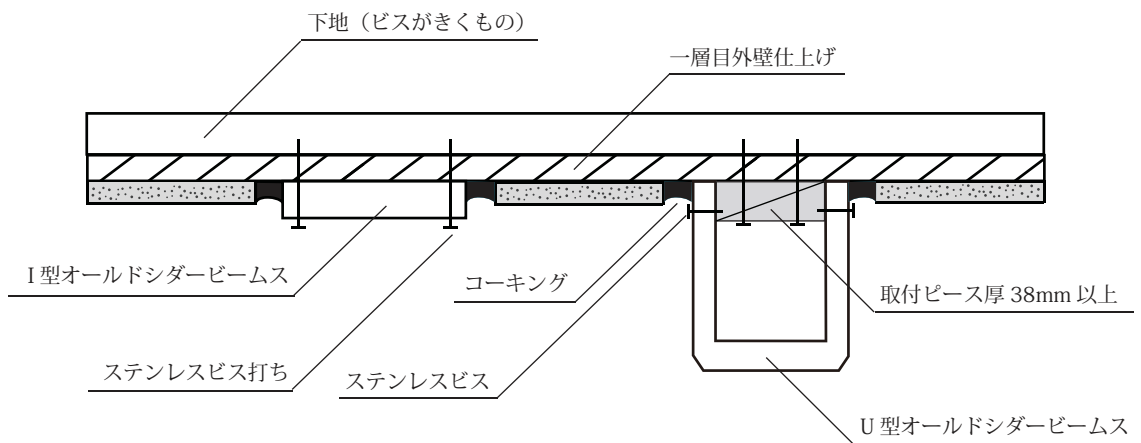 下地（ビスがきくもの）
一層目外壁仕上げ
I 型オールドシダービームス
コーキング
取付ピース厚 38mm 以上
ステンレスビス打ち
ステンレスビス
U 型オールドシダービームス